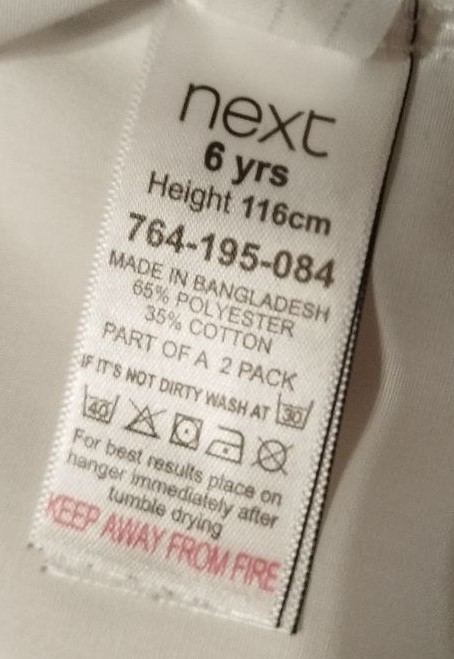 next
6 yrs
Height 116cm
764-195-084
MADE IN BANGLADESH
65% POLYESTER
35% COTTON
PART OF A 2 PACK
IF IT'S NOT DIRTY WASH AT 30
40
For best results place on
hanger immediately after
tumble drying
KEEP AWAY FROM FIRE